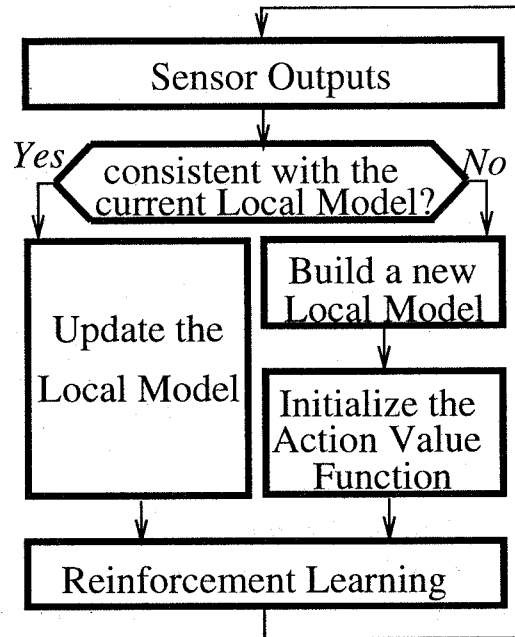 Sensor Outputs
Yes
consistent with the
current Local Model?
No
Update the
Local Model
Build a new
Local Model
Initialize the
Action Value
Function
Reinforcement Learning